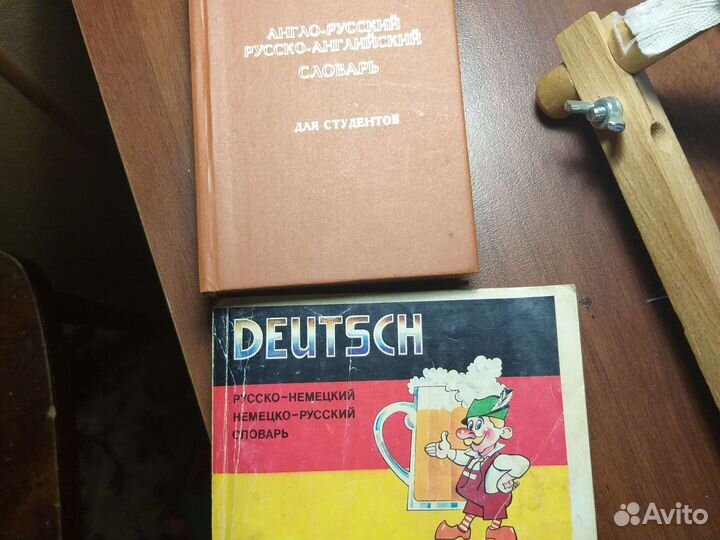 АНГЛО-РУССКИЙ
РУССКО-АНГЛИЙСКИЙ
СЛОВАРЬ
ДЛЯ СТУДЕНТОВ
DEUTSCH
РУССКО-НЕМЕЦКИЙ
НЕМЕЦКО-РУССКИЙ
СЛОВАРЬ
Avito